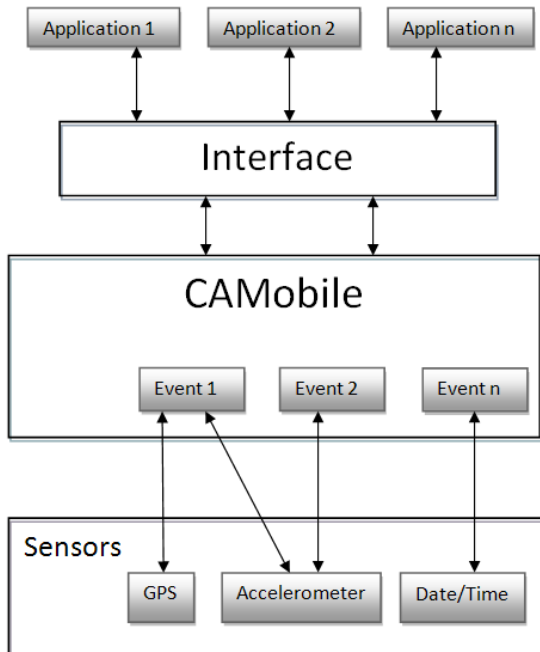 Application 1
Application 2
Application n
Interface
CAMobile
Event 1
Event 2
Event n
Sensors
GPS
Accelerometer
Date/Time